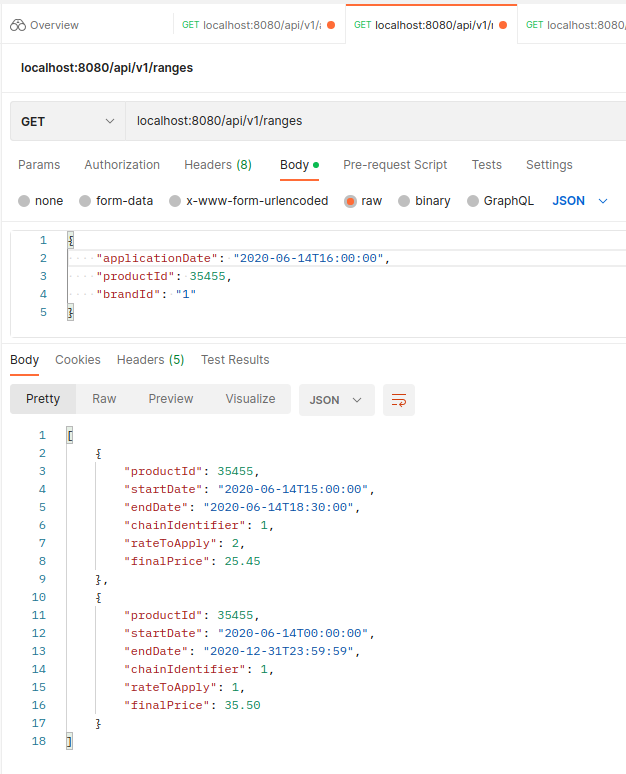 Overview GET localhost:8080/api/v1/ GET localhost:8080/api/v1/r GET localhost:8080/
localhost:8080/api/v1/ranges
GET localhost:8080/api/v1/ranges
Params Authorization Headers (8) Body Pre-request Script Tests Settings
none form-data x-www-form-urlencoded raw binary GraphQL JSON
1 {
2 ····"applicationDate":·"2020-06-14T16:00:00",
3 ····"productId":·35455,
4 ····"brandId":·"1"
5 }
Body Cookies Headers (5) Test Results
Pretty Raw Preview Visualize JSON
1 [
2 {
3 "productId": 35455,
4 "startDate": "2020-06-14T15:00:00",
5 "endDate": "2020-06-14T18:30:00",
6 "chainIdentifier": 1,
7 "rateToApply": 2,
8 "finalPrice": 25.45
9 },
10 {
11 "productId": 35455,
12 "startDate": "2020-06-14T00:00:00",
13 "endDate": "2020-12-31T23:59:59",
14 "chainIdentifier": 1,
15 "rateToApply": 1,
16 "finalPrice": 35.50
17 }
18 ]